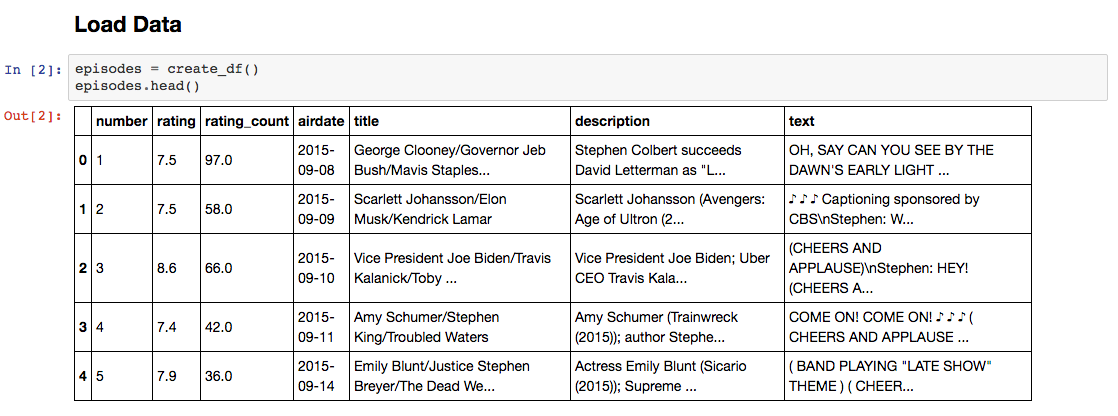 Load Data
In [2]:
episodes = create_df()
episodes.head()
Out[2]:
number rating rating_count airdate title description text
0 1 7.5 97.0 2015-09-08 George Clooney/Governor Jeb Bush/Mavis Staples... Stephen Colbert succeeds David Letterman as "L... OH, SAY CAN YOU SEE BY THE DAWN'S EARLY LIGHT ...
1 2 7.5 58.0 2015-09-09 Scarlett Johansson/Elon Musk/Kendrick Lamar Scarlett Johansson (Avengers: Age of Ultron (2... ♪ ♪ ♪ Captioning sponsored by CBS\nStephen: W...
2 3 8.6 66.0 2015-09-10 Vice President Joe Biden/Travis Kalanick/Toby ... Vice President Joe Biden; Uber CEO Travis Kala... (CHEERS AND APPLAUSE)\nStephen: HEY! (CHEERS A...
3 4 7.4 42.0 2015-09-11 Amy Schumer/Stephen King/Troubled Waters Amy Schumer (Trainwreck (2015)); author Stephe... COME ON! COME ON! ♪ ♪ ♪ ( CHEERS AND APPLAUSE ...
4 5 7.9 36.0 2015-09-14 Emily Blunt/Justice Stephen Breyer/The Dead We... Actress Emily Blunt (Sicario (2015)); Supreme ... ( BAND PLAYING "LATE SHOW" THEME ) ( CHEER...